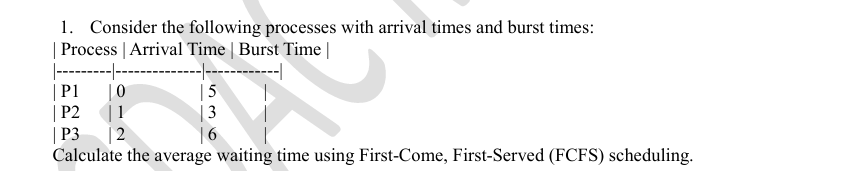 1. Consider the following processes with arrival times and burst times:
| Process | Arrival Time | Burst Time |
|---------|--------------|-----------|
| P1 | 0 | 5 |
| P2 | 1 | 3 |
| P3 | 2 | 6 |
Calculate the average waiting time using First-Come, First-Served (FCFS) scheduling.